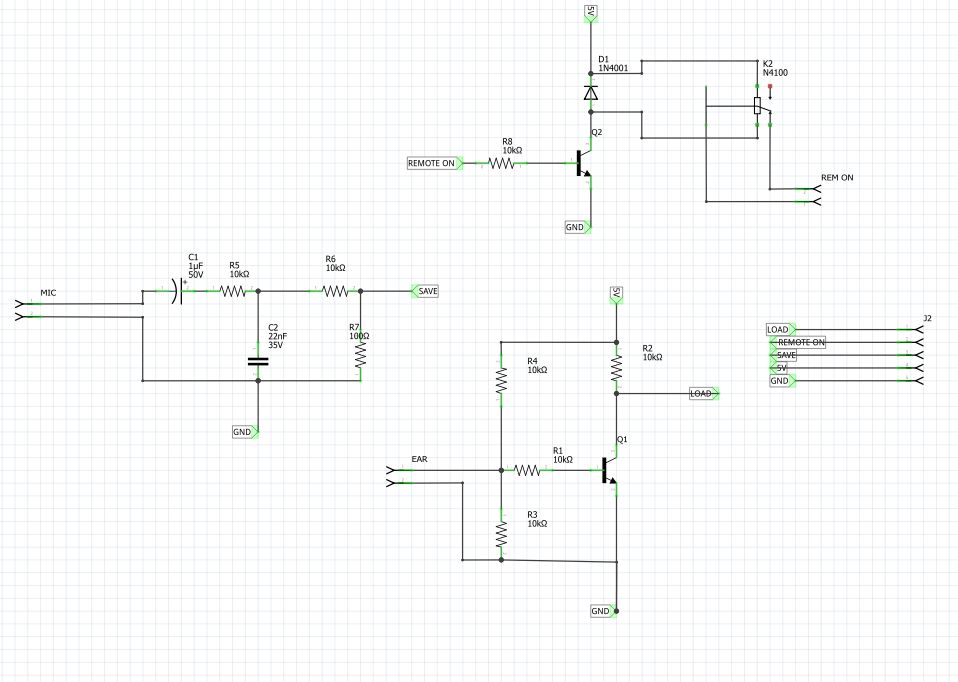 5V
D1
1N4001
K2
N4100
Q2
R8
10kΩ
REMOTE ON
REM ON
GND
C1
1µF
50V
R5
10kΩ
R6
10kΩ
MIC
SAVE
5V
C2
22nF
35V
R7
100Ω
R4
10kΩ
R2
10kΩ
J2
LOAD
REMOTE ON
SAVE
5V
GND
LOAD
GND
Q1
EAR
R1
10kΩ
R3
10kΩ
GND